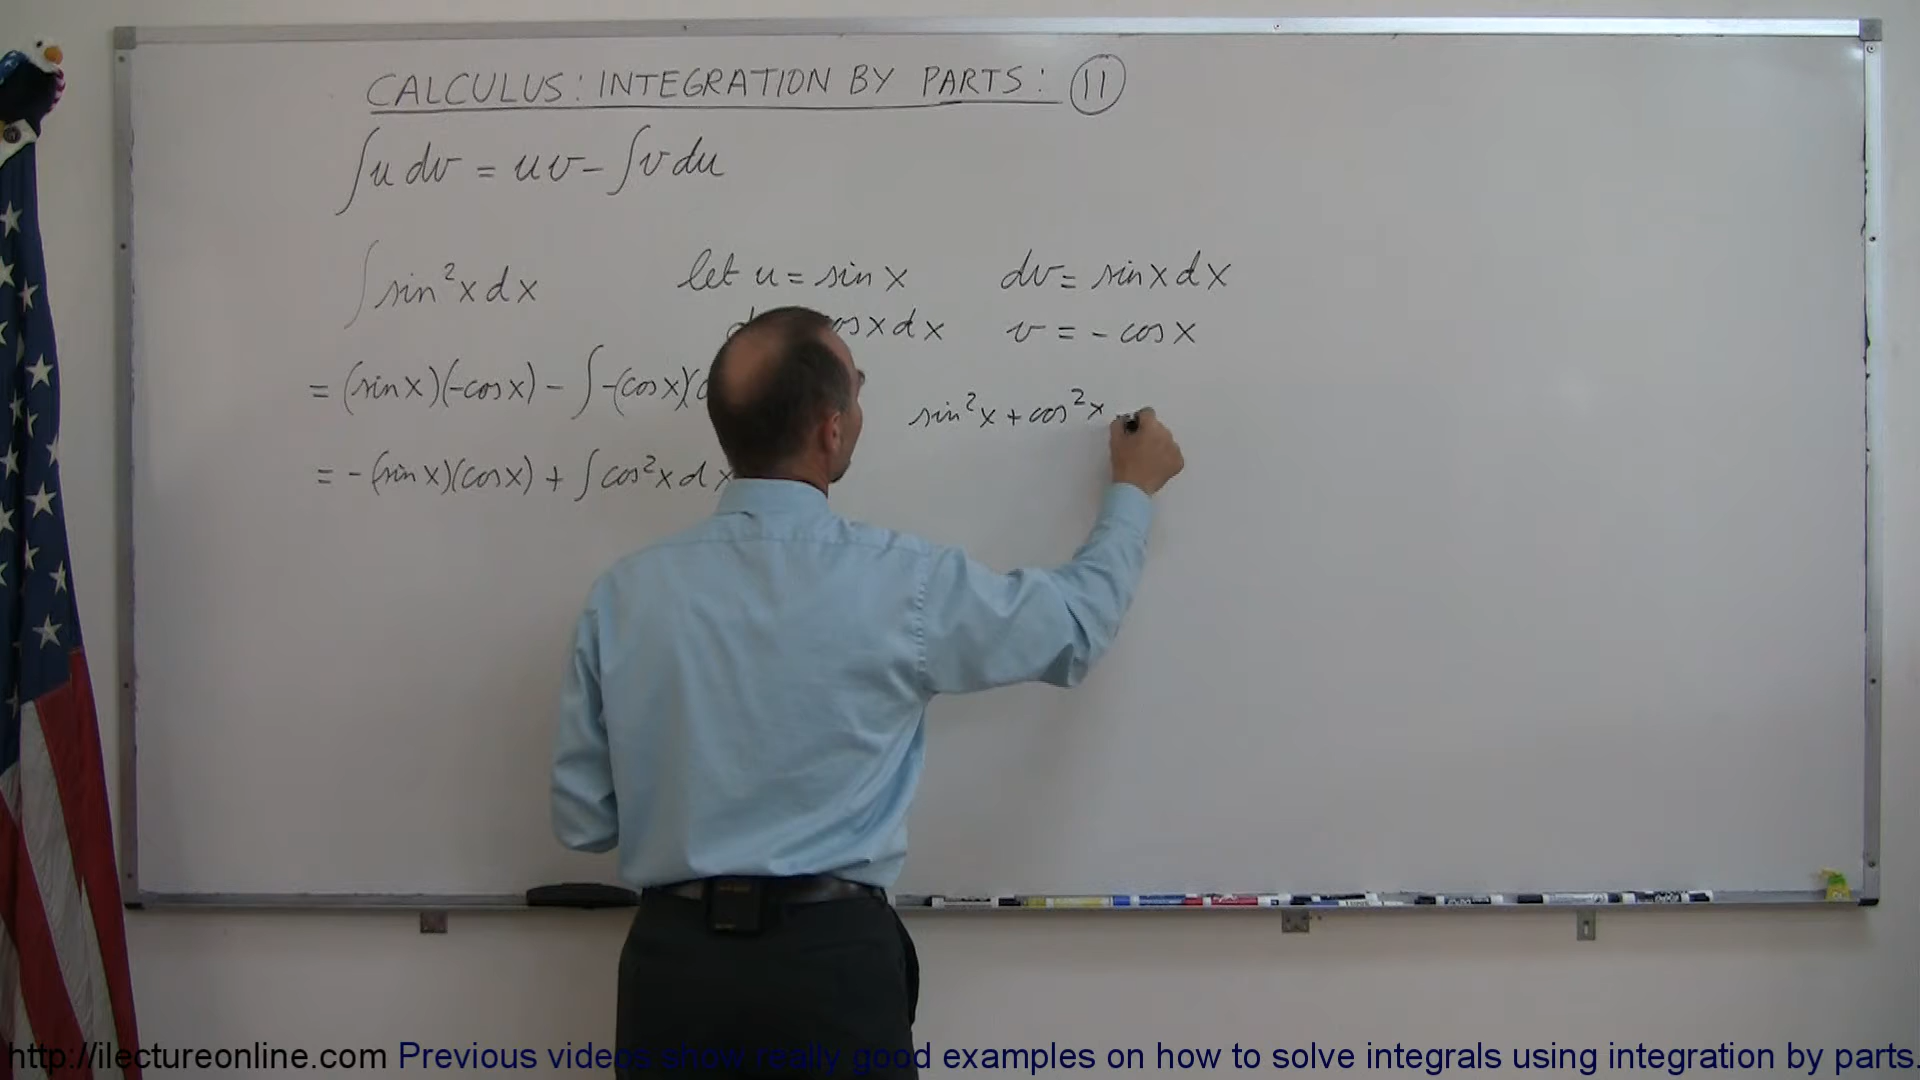 CALCULUS: INTEGRATION BY PARTS: 11
∫u dv = uv - ∫v du
∫sin²x dx let u = sin x dv = sin x dx
d os x dx v = - cos x
= (sin x)(-cos x) - ∫-(cos x)(
sin²x + cos²x
= -(sin x)(cos x) + ∫cos²x dx
http://ilectureonline.com Previous videos show really good examples on how to solve integrals using integration by parts.